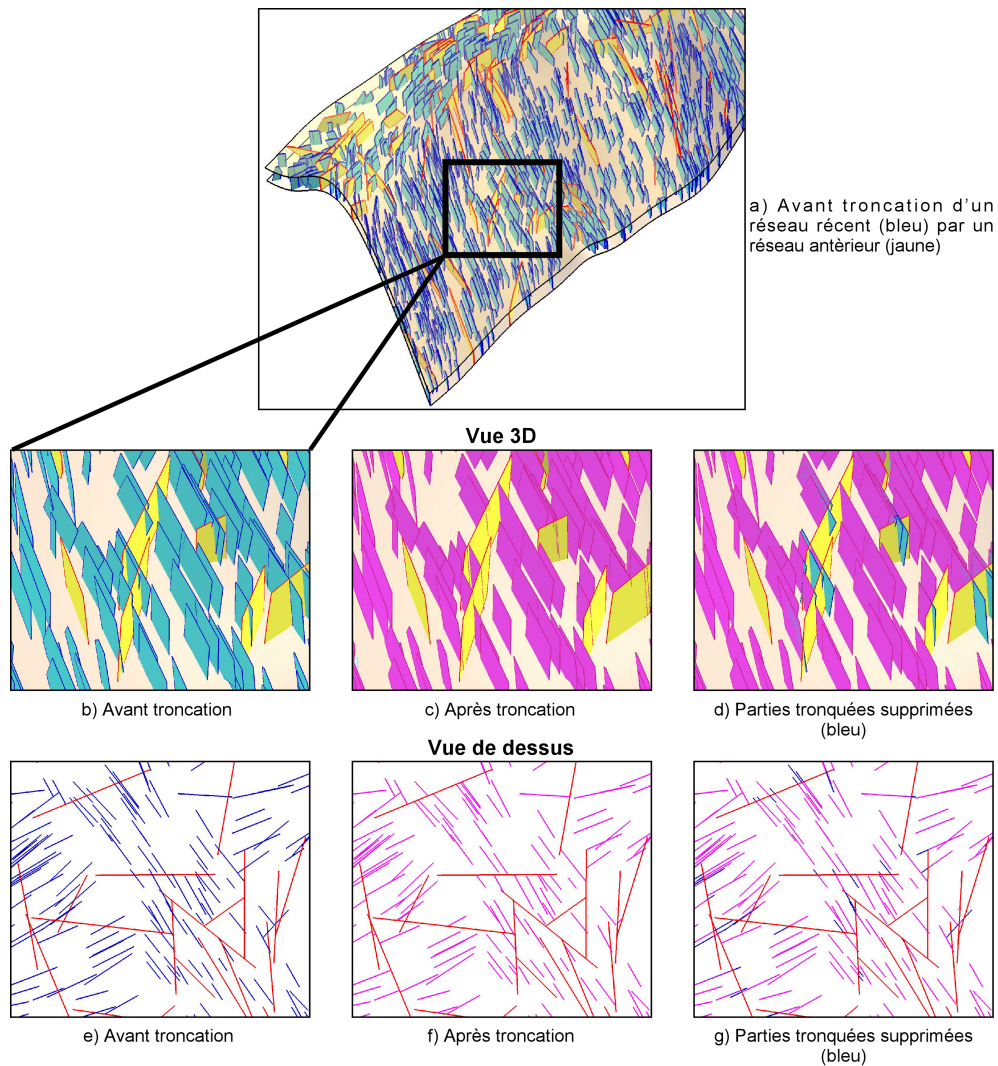 a) Avant troncation d'un
réseau récent (bleu) par un
réseau antèrieur (jaune)
Vue 3D
b) Avant troncation
c) Après troncation
d) Parties tronquées supprimées
(bleu)
Vue de dessus
e) Avant troncation
f) Après troncation
g) Parties tronquées supprimées
(bleu)